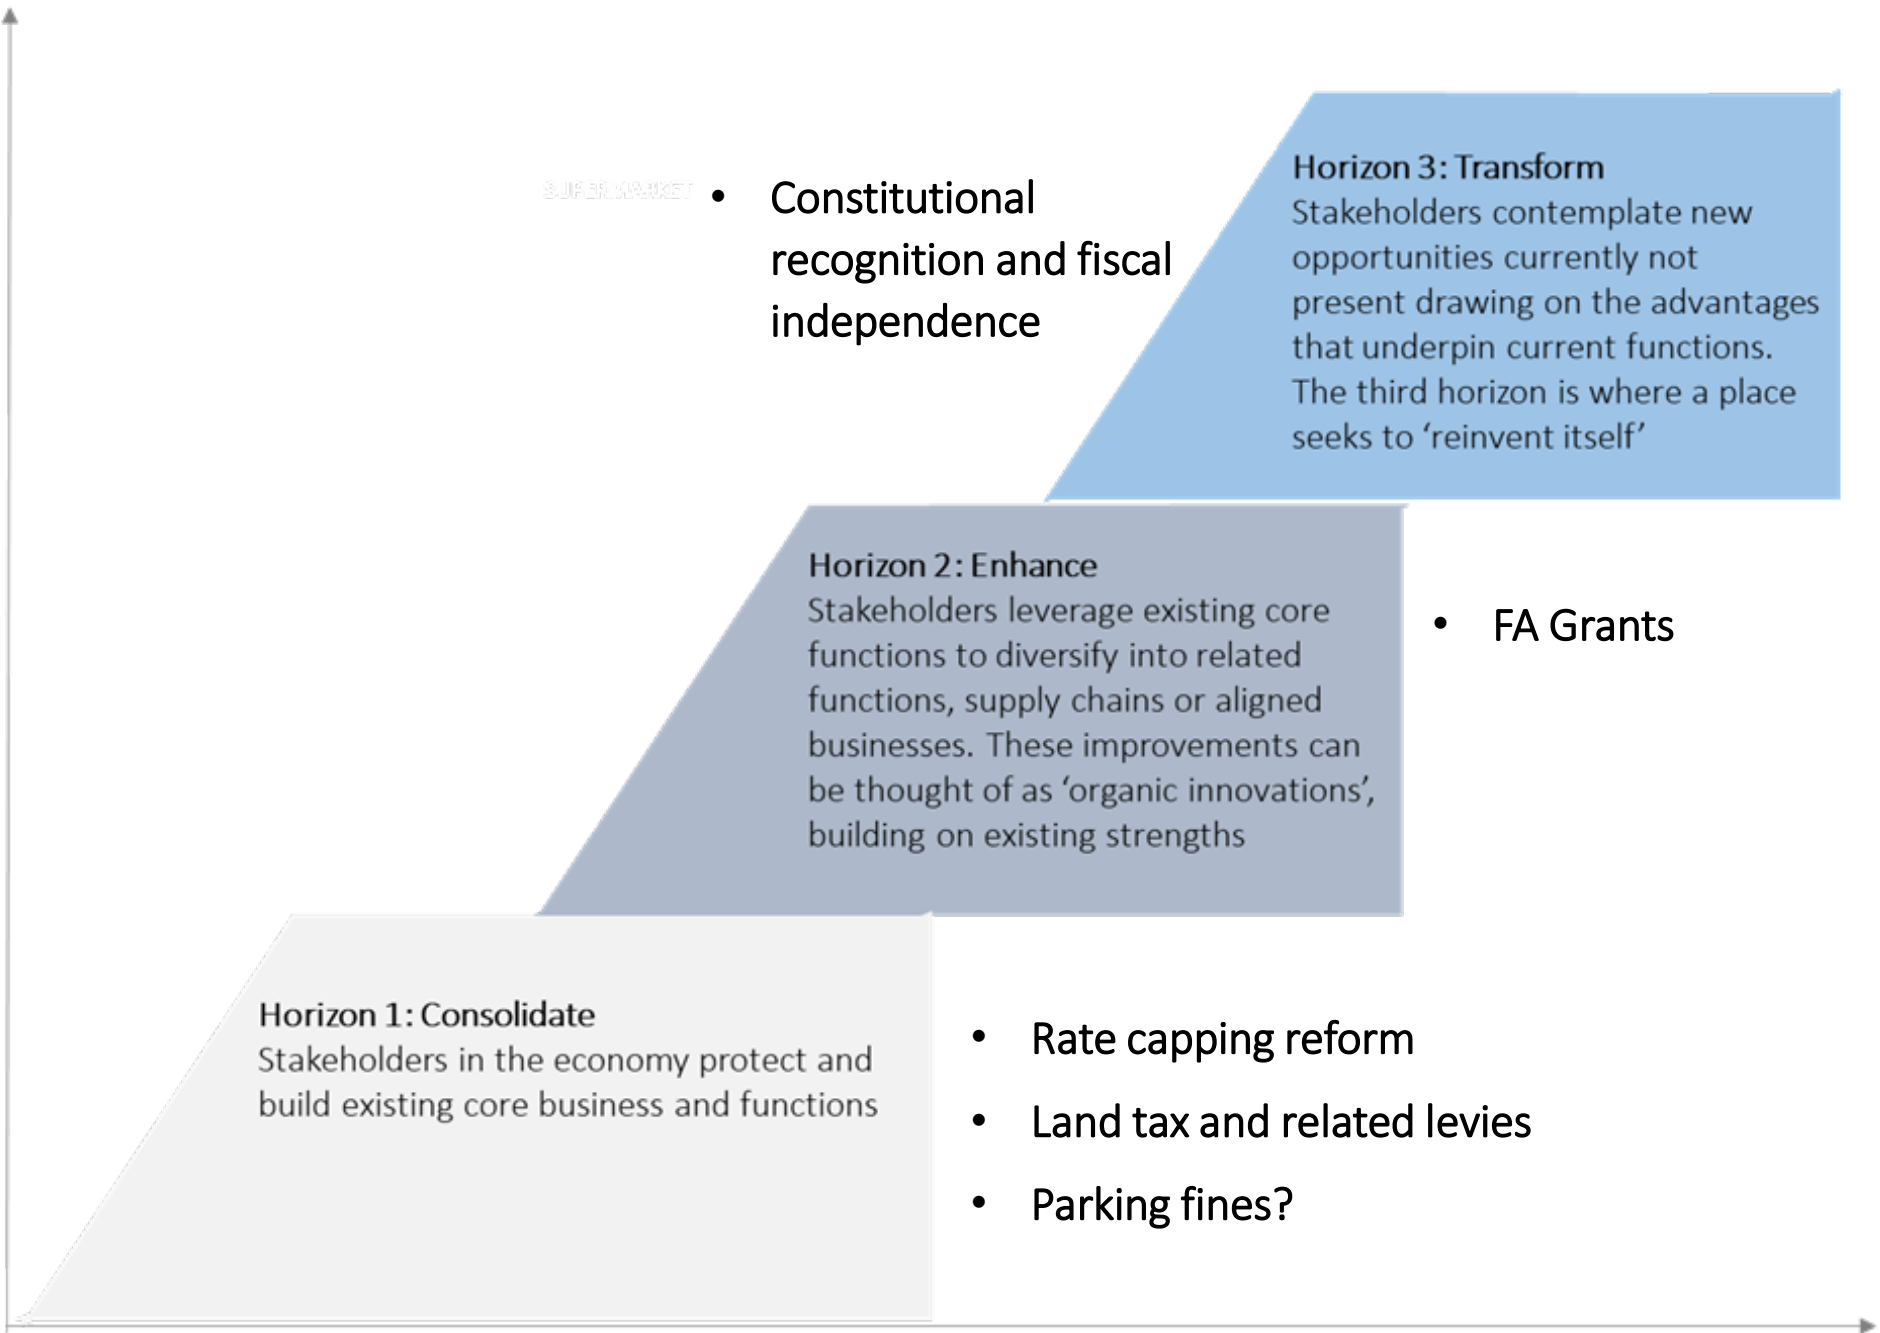 SUPER MARKET
• Constitutional
recognition and fiscal
independence
Horizon 3: Transform
Stakeholders contemplate new
opportunities currently not
present drawing on the advantages
that underpin current functions.
The third horizon is where a place
seeks to ‘reinvent itself’
Horizon 2: Enhance
Stakeholders leverage existing core
functions to diversify into related
functions, supply chains or aligned
businesses. These improvements can
be thought of as ‘organic innovations’,
building on existing strengths
• FA Grants
Horizon 1: Consolidate
Stakeholders in the economy protect and
build existing core business and functions
• Rate capping reform
• Land tax and related levies
• Parking fines?